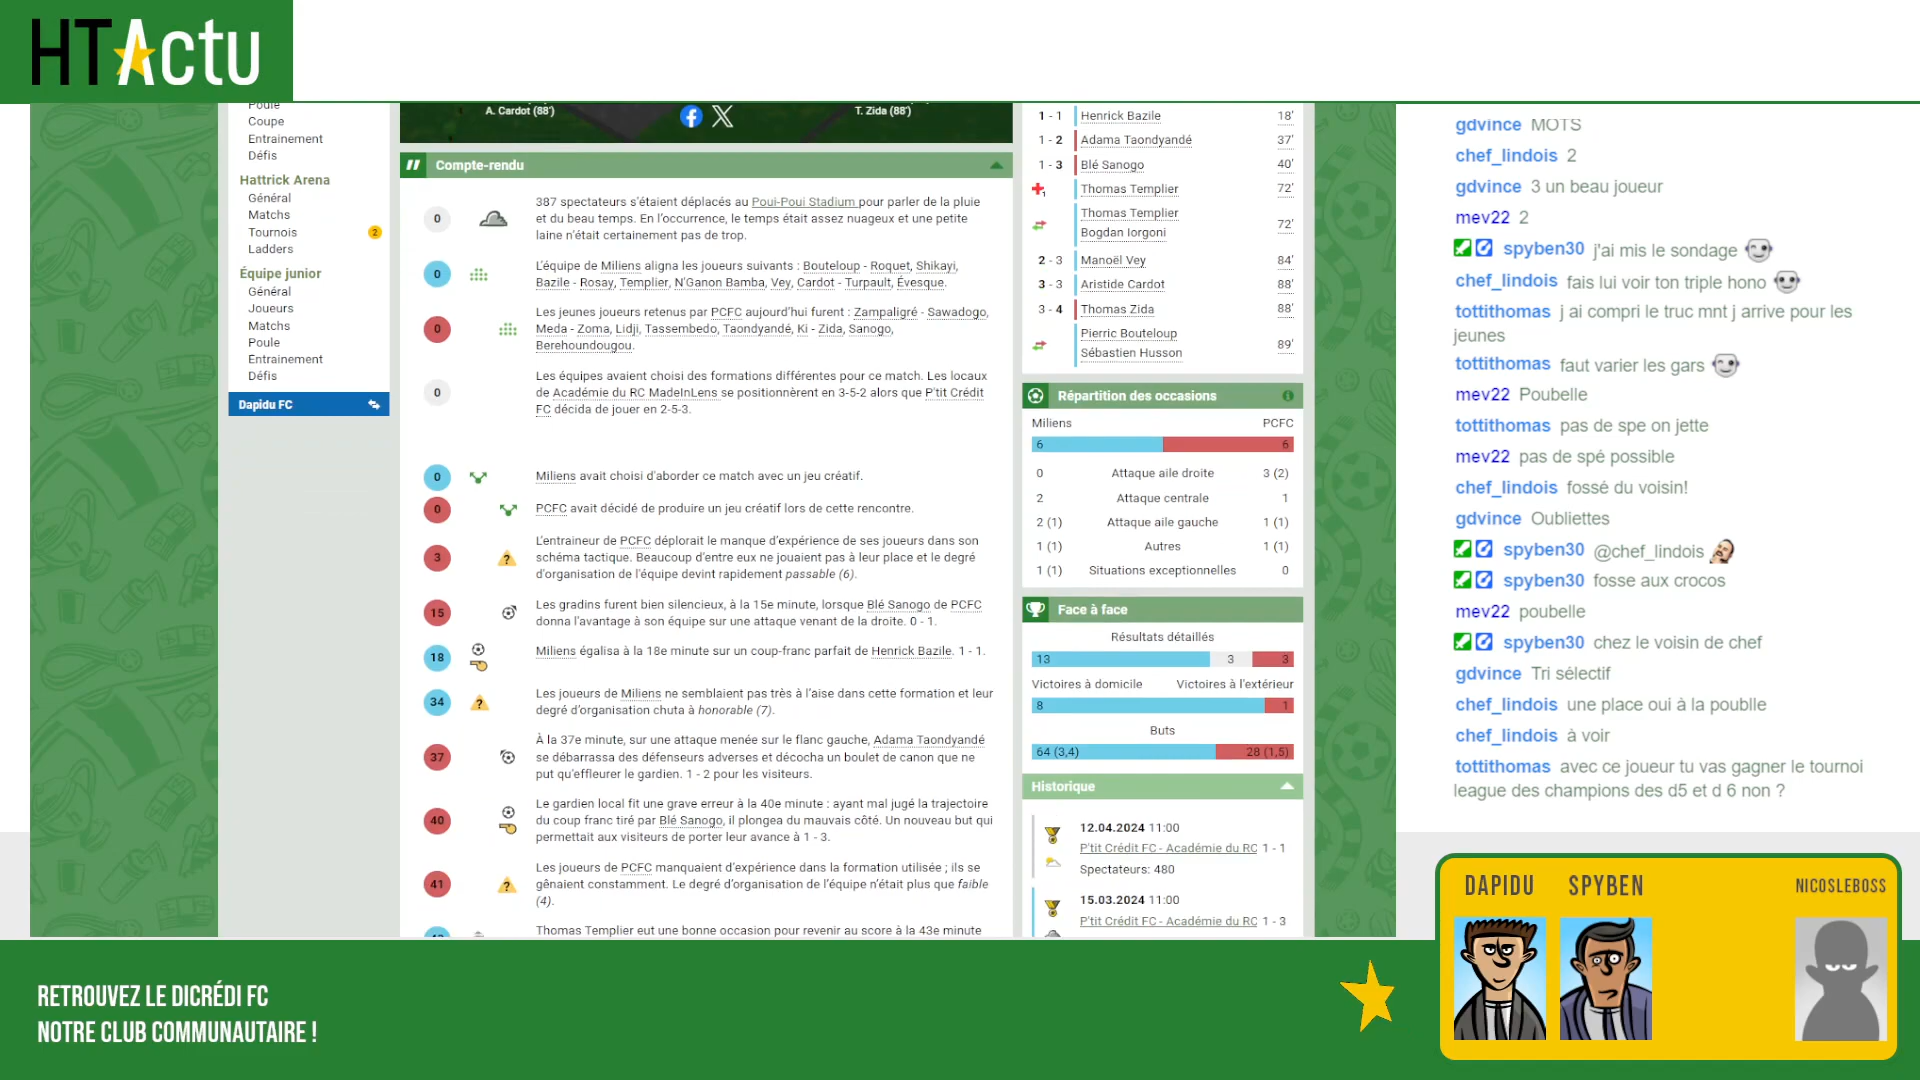 HTActu
Poule
Coupe
Entrainement
Défis
Hattrick Arena
Général
Matchs
Tournois 2
Ladders
Équipe junior
Général
Joueurs
Matchs
Poule
Entrainement
Défis
Dapidu FC
A. Cardot (88')
T. Zida (88')
Compte-rendu
0 387 spectateurs s'étaient déplacés au Poui-Poui Stadium pour parler de la pluie
et du beau temps. En l'occurrence, le temps était assez nuageux et une petite
laine n'était certainement pas de trop.
0 L'équipe de Miliens aligna les joueurs suivants : Bouteloup - Roquet, Shikayi,
Bazile - Rosay, Templier, N'Ganon Bamba, Vey, Cardot - Turpault, Évesque.
0 Les jeunes joueurs retenus par PCFC aujourd'hui furent : Zampaligré - Sawadogo,
Meda - Zoma, Lidji, Tassembedo, Taondyandé, Ki - Zida, Sanogo,
Berehoundougou.
0 Les équipes avaient choisi des formations différentes pour ce match. Les locaux
de Académie du RC MadeInLens se positionnèrent en 3-5-2 alors que P'tit Crédit
FC décida de jouer en 2-5-3.
0 Miliens avait choisi d'aborder ce match avec un jeu créatif.
0 PCFC avait décidé de produire un jeu créatif lors de cette rencontre.
3 ? L'entraineur de PCFC déplorait le manque d'expérience de ses joueurs dans son
schéma tactique. Beaucoup d'entre eux ne jouaient pas à leur place et le degré
d'organisation de l'équipe devint rapidement passable (6).
15 Les gradins furent bien silencieux, à la 15e minute, lorsque Blé Sanogo de PCFC
donna l'avantage à son équipe sur une attaque venant de la droite. 0 - 1.
18 Miliens égalisa à la 18e minute sur un coup-franc parfait de Henrick Bazile. 1 - 1.
34 ? Les joueurs de Miliens ne semblaient pas très à l'aise dans cette formation et leur
degré d'organisation chuta à honorable (7).
37 À la 37e minute, sur une attaque menée sur le flanc gauche, Adama Taondyandé
se débarrassa des défenseurs adverses et décocha un boulet de canon que ne
put qu'effleurer le gardien. 1 - 2 pour les visiteurs.
40 Le gardien local fit une grave erreur à la 40e minute : ayant mal jugé la trajectoire
du coup franc tiré par Blé Sanogo, il plongea du mauvais côté. Un nouveau but qui
permettait aux visiteurs de porter leur avance à 1 - 3.
41 ? Les joueurs de PCFC manquaient d'expérience dans la formation utilisée ; ils se
gênaient constamment. Le degré d'organisation de l'équipe n'était plus que faible
(4).
Thomas Templier eut une bonne occasion pour revenir au score à la 43e minute
1 - 1 Henrick Bazile 18'
1 - 2 Adama Taondyandé 37'
1 - 3 Blé Sanogo 40'
1 Thomas Templier 72'
Thomas Templier
Bogdan Iorgoni 72'
2 - 3 Manoël Vey 84'
3 - 3 Aristide Cardot 88'
3 - 4 Thomas Zida 88'
Pierric Bouteloup
Sébastien Husson 89'
Répartition des occasions
Miliens PCFC
6 6
0 Attaque aile droite 3 (2)
2 Attaque centrale 1
2 (1) Attaque aile gauche 1 (1)
1 (1) Autres 1 (1)
1 (1) Situations exceptionnelles 0
Face à face
Résultats détaillés
13 3 3
Victoires à domicile Victoires à l'extérieur
8 1
Buts
64 (3,4) 28 (1,5)
Historique
12.04.2024 11:00
P'tit Crédit FC - Académie du RC 1 - 1
Spectateurs: 480
15.03.2024 11:00
P'tit Crédit FC - Académie du RC 1 - 3
gdvince MOTS
chef_lindois 2
gdvince 3 un beau joueur
mev22 2
spyben30 j'ai mis le sondage
chef_lindois fais lui voir ton triple hono
tottithomas j ai compri le truc mnt j arrive pour les
jeunes
tottithomas faut varier les gars
mev22 Poubelle
tottithomas pas de spe on jette
mev22 pas de spé possible
chef_lindois fossé du voisin!
gdvince Oubliettes
spyben30 @chef_lindois
spyben30 fosse aux crocos
mev22 poubelle
spyben30 chez le voisin de chef
gdvince Tri sélectif
chef_lindois une place oui à la poublle
chef_lindois à voir
tottithomas avec ce joueur tu vas gagner le tournoi
league des champions des d5 et d 6 non ?
DAPIDU SPYBEN NICOSLEBOSS
RETROUVEZ LE DICRÉDI FC
NOTRE CLUB COMMUNAUTAIRE !